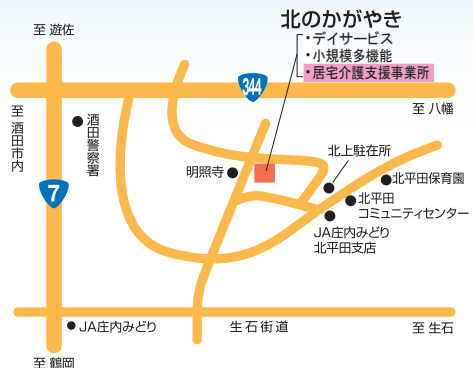 至 遊佐
北のかがやき
・デイサービス
・小規模多機能
・居宅介護支援事業所
344
至 酒田市内
至 八幡
酒田警察署
明照寺
北上駐在所
北平田保育園
北平田
コミュニティセンター
7
JA庄内みどり
北平田支店
JA庄内みどり
生石街道
至 生石
至 鶴岡